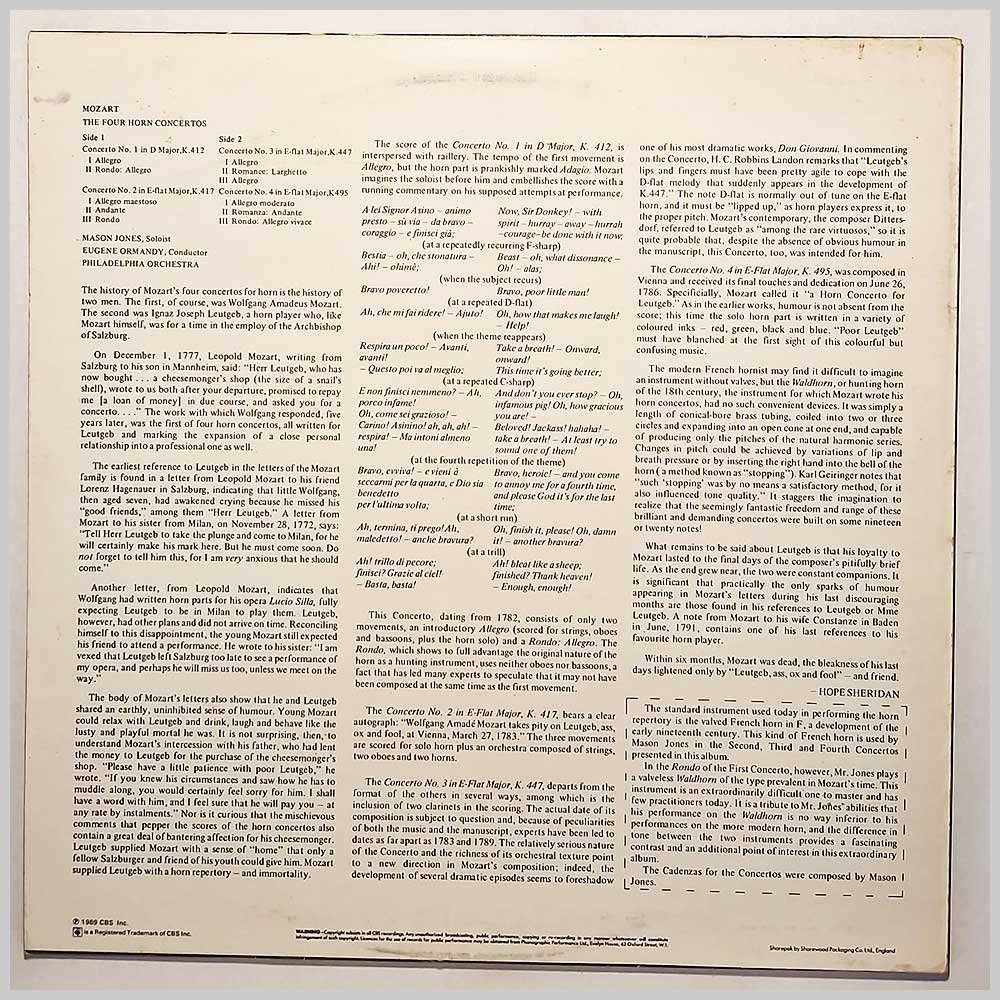 MOZART
THE FOUR HORN CONCERTOS
Side 1
Concerto No. 1 in D Major,K.412
I Allegro
II Rondo: Allegro
Concerto No. 2 in E-flat Major,K.417
I Allegro maestoso
II Andante
III Rondo
Side 2
Concerto No. 3 in E-flat Major,K.447
I Allegro
II Romance: Larghetto
III Allegro
Concerto No. 4 in E-flat Major,K495
I Allegro moderato
II Romanza: Andante
III Rondo: Allegro vivace
MASON JONES, Soloist
EUGENE ORMANDY, Conductor
PHILADELPHIA ORCHESTRA
The history of Mozart's four concertos for horn is the history of
two men. The first, of course, was Wolfgang Amadeus Mozart.
The second was Ignaz Joseph Leutgeb, a horn player who, like
Mozart himself, was for a time in the employ of the Archbishop
of Salzburg.
On December 1, 1777, Leopold Mozart, writing from
Salzburg to his son in Mannheim, said: "Herr Leutgeb, who has
now bought . . . a cheesemonger's shop (the size of a snail's
shell), wrote to us both after your departure, promised to repay
me [a loan of money] in due course, and asked you for a
concerto. . . ." The work with which Wolfgang responded, five
years later, was the first of four horn concertos, all written for
Leutgeb and marking the expansion of a close personal
relationship into a professional one as well.
The earliest reference to Leutgeb in the letters of the Mozart
family is found in a letter from Leopold Mozart to his friend
Lorenz Hagenauer in Salzburg, indicating that little Wolfgang,
then aged seven, had awakened crying because he missed his
"good friends," among them "Herr Leutgeb." A letter from
Mozart to his sister from Milan, on November 28, 1772, says:
"Tell Herr Leutgeb to take the plunge and come to Milan, for he
will certainly make his mark here. But he must come soon. Do
not forget to tell him this, for I am very anxious that he should
come."
Another letter, from Leopold Mozart, indicates that
Wolfgang had written horn parts for his opera Lucio Silla, fully
expecting Leutgeb to be in Milan to play them. Leutgeb,
however, had other plans and did not arrive on time. Reconciling
himself to this disappointment, the young Mozart still expected
his friend to attend a performance. He wrote to his sister: "I am
vexed that Leutgeb left Salzburg too late to see a performance of
my opera, and perhaps he will miss us too, unless we meet on the
way."
The body of Mozart's letters also show that he and Leutgeb
shared an earthly, uninhibited sense of humour. Young Mozart
could relax with Leutgeb and drink, laugh and behave like the
lusty and playful mortal he was. It is not surprising, then, to
understand Mozart's intercession with his father, who had lent
the money to Leutgeb for the purchase of the cheesemonger's
shop. "Please have a little patience with poor Leutgeb," he
wrote. "If you knew his circumstances and saw how he has to
muddle along, you would certainly feel sorry for him. I shall
have a word with him, and I feel sure that he will pay you – at
any rate by instalments." Nor is it curious that the mischievous
comments that pepper the scores of the horn concertos also
contain a great deal of bantering affection for his cheesemonger.
Leutgeb supplied Mozart with a sense of "home" that only a
fellow Salzburger and friend of his youth could give him. Mozart
supplied Leutgeb with a horn repertory – and immortality.
The score of the Concerto No. 1 in D Major, K. 412, is
interspersed with raillery. The tempo of the first movement is
Allegro, but the horn part is prankishly marked Adagio. Mozart
imagines the soloist before him and embellishes the score with a
running commentary on his supposed attempts at performance.
A lei Signor Asino – animo Now, Sir Donkey! – with
presto – sù via – da bravo – spirit – hurray – away – hurrah
coraggio – e finisci già; –courage–be done with it now;
(at a repeatedly recurring F-sharp)
Bestia – oh, che stonatura – Beast – oh, what dissonance –
Ahi! – ohimè; Oh! – alas;
(when the subject recurs)
Bravo poveretto! Bravo, poor little man!
(at a repeated D-flat)
Ah, che mi fai ridere! – Ajuto! Oh, how that makes me laugh!
– Help!
(when the theme reappears)
Respira un poco! – Avanti, Take a breath! – Onward,
avanti! onward!
– Questo poi va al meglio; This time it's going better;
(at a repeated C-sharp)
E non finisci nemmeno? – Ah, And don't you ever stop? – Oh,
porco infame! infamous pig! Oh, how gracious
Oh, come sei grazioso! – you are! –
Carino! Asinino! ah, ah, ah! – Beloved! Jackass! hahaha! –
respira! – Ma intoni almeno take a breath! – At least try to
una! sound one of them!
(at the fourth repetition of the theme)
Bravo, evviva! – e vieni à Bravo, heroic! – and you come
seccarmi per la quarta, e Dio sia to annoy me for a fourth time,
benedetto and please God it's for the last
per l'ultima volta; time;
(at a short run)
Ah, termina, ti prego! Ah, Oh, finish it, please! Oh, damn
maledetto! – anche bravura? it! – another bravura?
(at a trill)
Ah! trillo di pecore; Ah! bleat like a sheep;
finisci? Grazie al ciel! finished? Thank heaven!
– Basta, basta! – Enough, enough!
This Concerto, dating from 1782, consists of only two
movements, an introductory Allegro (scored for strings, oboes
and bassoons, plus the horn solo) and a Rondo: Allegro. The
Rondo, which shows to full advantage the original nature of the
horn as a hunting instrument, uses neither oboes nor bassoons, a
fact that has led many experts to speculate that it may not have
been composed at the same time as the first movement.
The Concerto No. 2 in E-Flat Major, K. 417, bears a clear
autograph: "Wolfgang Amadé Mozart takes pity on Leutgeb, ass,
ox and fool, at Vienna, March 27, 1783." The three movements
are scored for solo horn plus an orchestra composed of strings,
two oboes and two horns.
The Concerto No. 3 in E-Flat Major, K. 447, departs from the
format of the others in several ways, among which is the
inclusion of two clarinets in the scoring. The actual date of its
composition is subject to question and, because of peculiarities
of both the music and the manuscript, experts have been led to
dates as far apart as 1783 and 1789. The relatively serious nature
of the Concerto and the richness of its orchestral texture point
to a new direction in Mozart's composition; indeed, the
development of several dramatic episodes seems to foreshadow
one of his most dramatic works, Don Giovanni. In commenting
on the Concerto, H. C. Robbins Landon remarks that "Leutgeb's
lips and fingers must have been pretty agile to cope with the
D-flat melody that suddenly appears in the development of
K.447." The note D-flat is normally out of tune on the E-flat
horn, and it must be "lipped up," as horn players express it, to
the proper pitch. Mozart's contemporary, the composer Ditters-
dorf, referred to Leutgeb as "among the rare virtuosos," so it is
quite probable that, despite the absence of obvious humour in
the manuscript, this Concerto, too, was intended for him.
The Concerto No. 4 in E-Flat Major, K. 495, was composed in
Vienna and received its final touches and dedication on June 26,
1786. Specificially, Mozart called it "a Horn Concerto for
Leutgeb." As in the earlier works, humour is not absent from the
score; this time the solo horn part is written in a variety of
coloured inks – red, green, black and blue. "Poor Leutgeb"
must have blanched at the first sight of this colourful but
confusing music.
The modern French hornist may find it difficult to imagine
an instrument without valves, but the Waldhorn, or hunting horn
of the 18th century, the instrument for which Mozart wrote his
horn concertos, had no such convenient devices. It was simply a
length of conical-bore brass tubing, coiled into two or three
circles and expanding into an open cone at one end, and capable
of producing only the pitches of the natural harmonic series.
Changes in pitch could be achieved by variations of lip and
breath pressure or by inserting the right hand into the bell of the
horn ( a method known as "stopping"). Karl Geiringer notes that
"such 'stopping' was by no means a satisfactory method, for it
also influenced tone quality." It staggers the imagination to
realize that the seemingly fantastic freedom and range of these
brilliant and demanding concertos were built on some nineteen
or twenty notes!
What remains to be said about Leutgeb is that his loyalty to
Mozart lasted to the final days of the composer's pitifully brief
life. As the end grew near, the two were constant companions. It
is significant that practically the only sparks of humour
appearing in Mozart's letters during his last discouraging
months are those found in his references to Leutgeb or Mme
Leutgeb. A note from Mozart to his wife Constanze in Baden
in June, 1791, contains one of his last references to his
favourite horn player.
Within six months, Mozart was dead, the bleakness of his last
days lightened only by "Leutgeb, ass, ox and fool" – and friend.
– HOPE SHERIDAN
The standard instrument used today in performing the horn
repertory is the valved French horn in F, a development of the
early nineteenth century. This kind of French horn is used by
Mason Jones in the Second, Third and Fourth Concertos
presented in this album.
In the Rondo of the First Concerto, however, Mr. Jones plays
a valveless Waldhorn of the type prevalent in Mozart's time. This
instrument is an extraordinarily difficult one to master and has
few practitioners today. It is a tribute to Mr. Jones' abilities that
his performance on the Waldhorn is no way inferior to his
performances on the more modern horn, and the difference in
tone between the two instruments provides a fascinating
contrast and an additional point of interest in this extraordinary
album.
The Cadenzas for the Concertos were composed by Mason
Jones.
℗ 1969 CBS Inc.
is a Registered Trademark of CBS Inc.
WARNING–Copyright subsists in all CBS recordings. Any unauthorised broadcasting, public performance, copying or re-recording in any manner whatsoever will constitute
infringement of such copyright. Licences for the use of records for public performance may be obtained from Phonographic Performance Ltd., Evelyn House, 62 Oxford Street, W.1.
Sharepak by Shorewood Packaging Co. Ltd., England